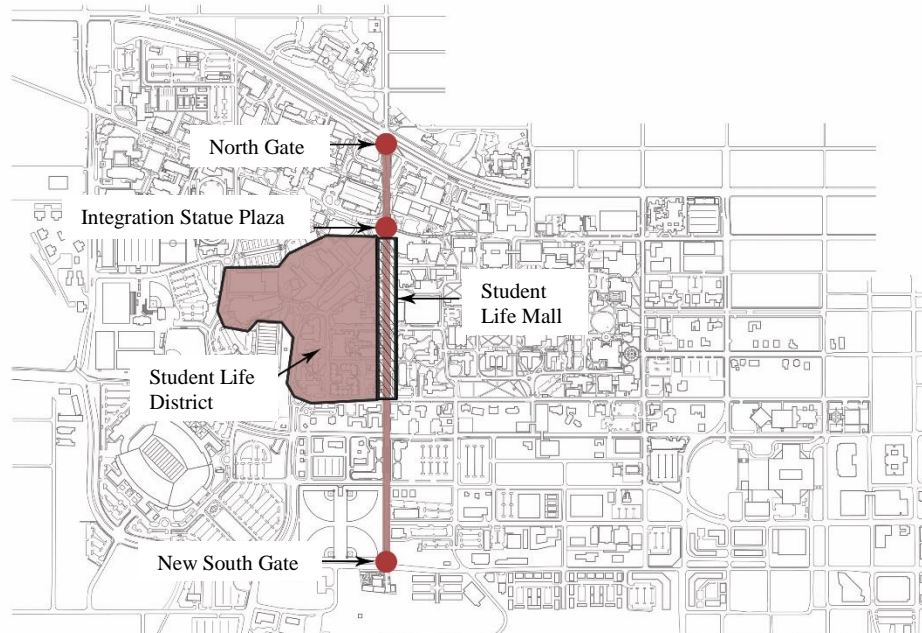 North Gate
Integration Statue Plaza
Student
Life Mall
Student Life
District
New South Gate